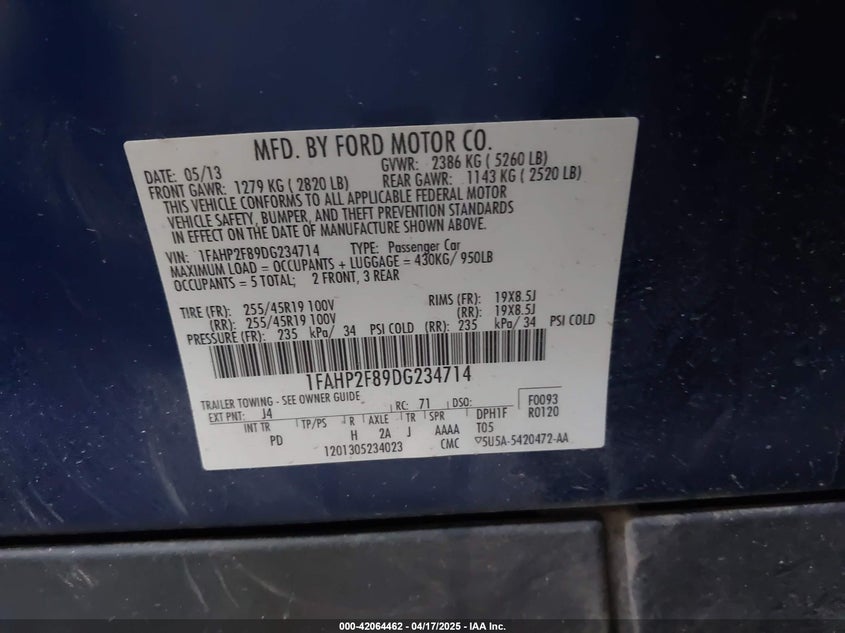 MFD. BY FORD MOTOR CO.
DATE: 05/13 GVWR: 2386 KG ( 5260 LB)
FRONT GAWR: 1279 KG ( 2820 LB) REAR GAWR: 1143 KG ( 2520 LB)
THIS VEHICLE CONFORMS TO ALL APPLICABLE FEDERAL MOTOR
VEHICLE SAFETY, BUMPER, AND THEFT PREVENTION STANDARDS
IN EFFECT ON THE DATE OF MANUFACTURE SHOWN ABOVE.
VIN: 1FAHP2F89DG234714 TYPE: Passenger Car
MAXIMUM LOAD = OCCUPANTS + LUGGAGE = 430KG/ 950LB
OCCUPANTS = 5 TOTAL; 2 FRONT, 3 REAR
TIRE (FR): 255/45R19 100V RIMS (FR): 19X8.5J
(RR): 255/45R19 100V (RR): 19X8.5J
PRESSURE (FR): 235 kPa/ 34 PSI COLD (RR): 235 kPa/ 34 PSI COLD
1FAHP2F89DG234714
TRAILER TOWING - SEE OWNER GUIDE
EXT PNT: J4 RC: 71 DSO: F0093
INT TR TP/PS R AXLE TR SPR DPH1F R0120
PD H 2A J AAAA T05
1201305234023 CMC ▽5U5A-5420472-AA
000-42064462 - 04/17/2025 - IAA Inc.